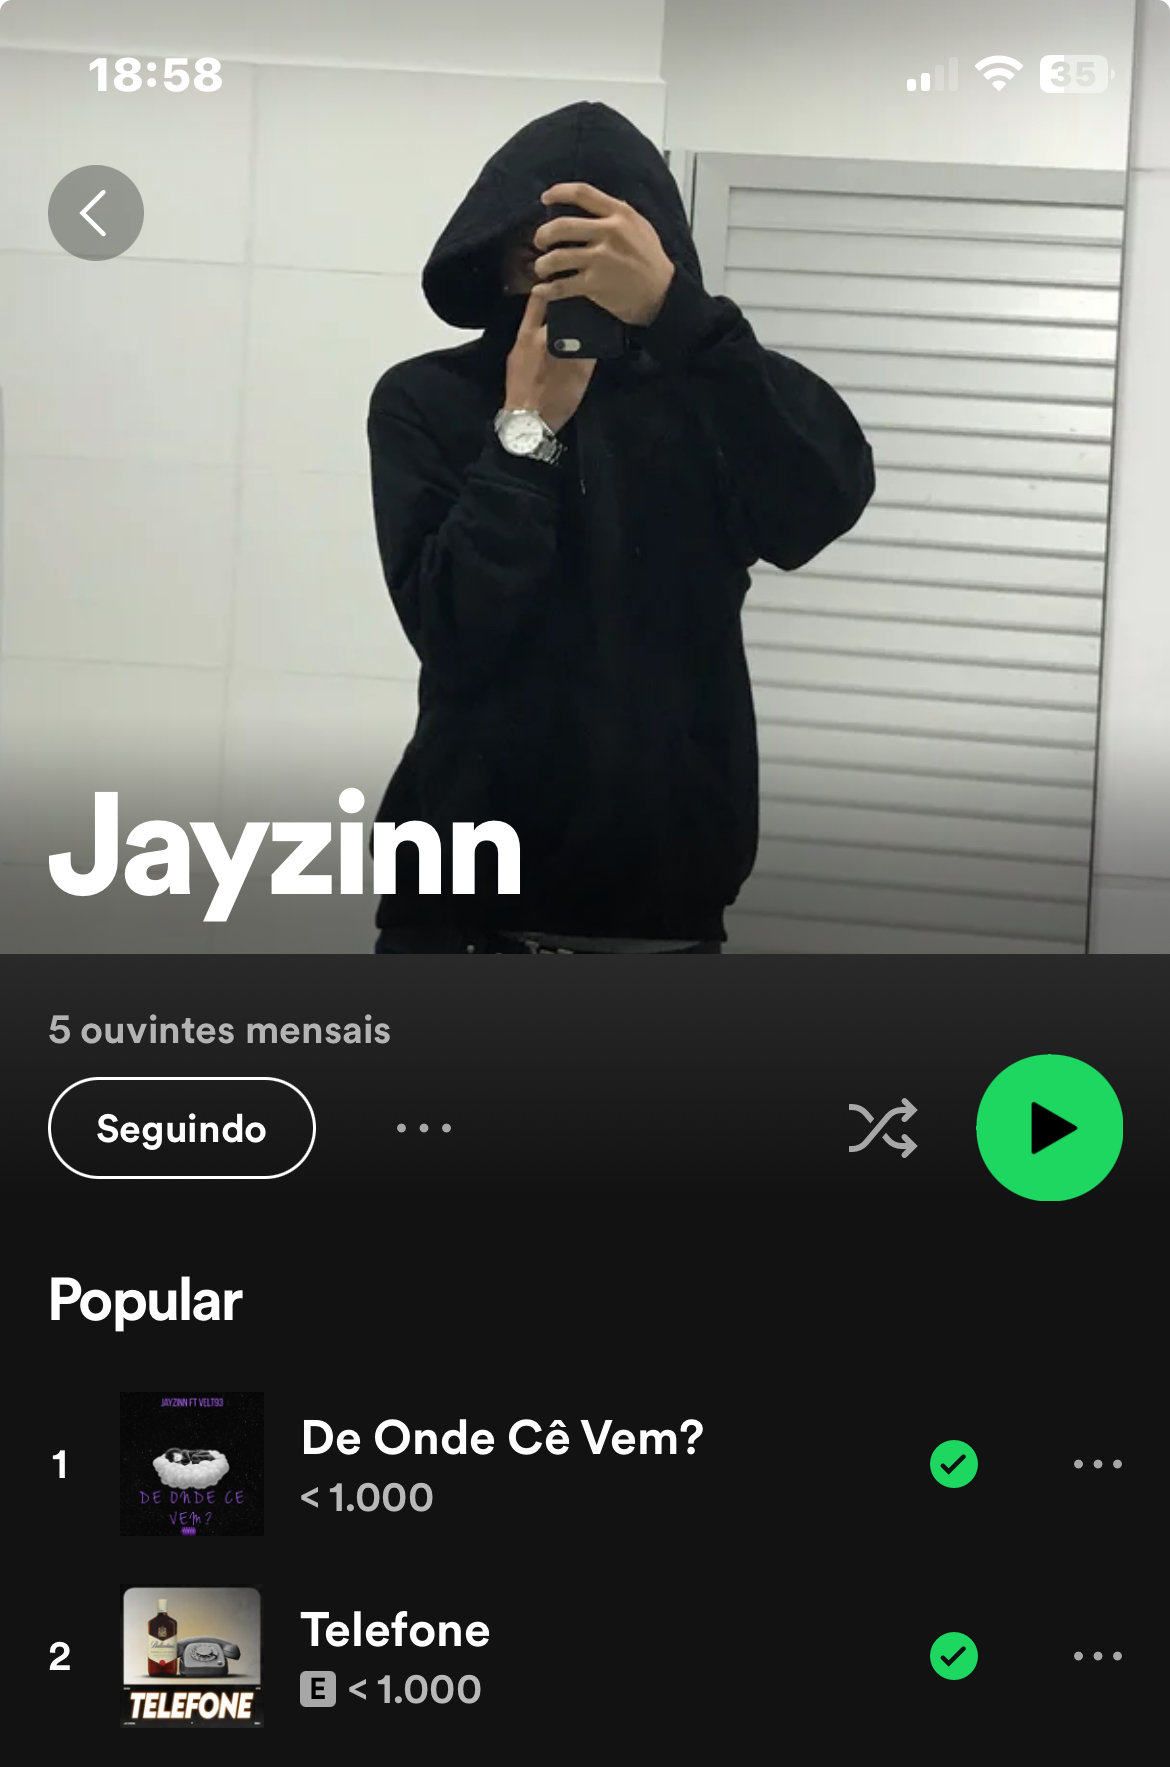 18:58
35
Jayzinn
5 ouvintes mensais
Seguindo
Popular
1
JAYZINN FT VELT93
DE ONDE CE
VEM?
De Onde Cê Vem?
< 1.000
2
Ballantine's
TELEFONE
Telefone
E < 1.000